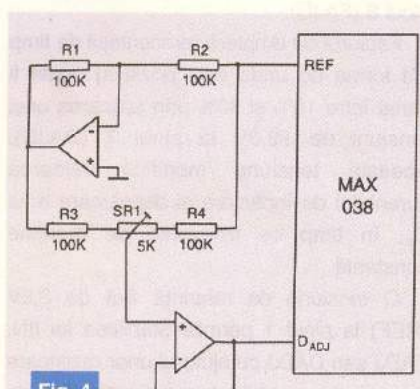 R1
R2
100K
100K
REF
-
+
MAX
038
R3
SR1
R4
100K
5K
100K
DADJ
Fig. 4